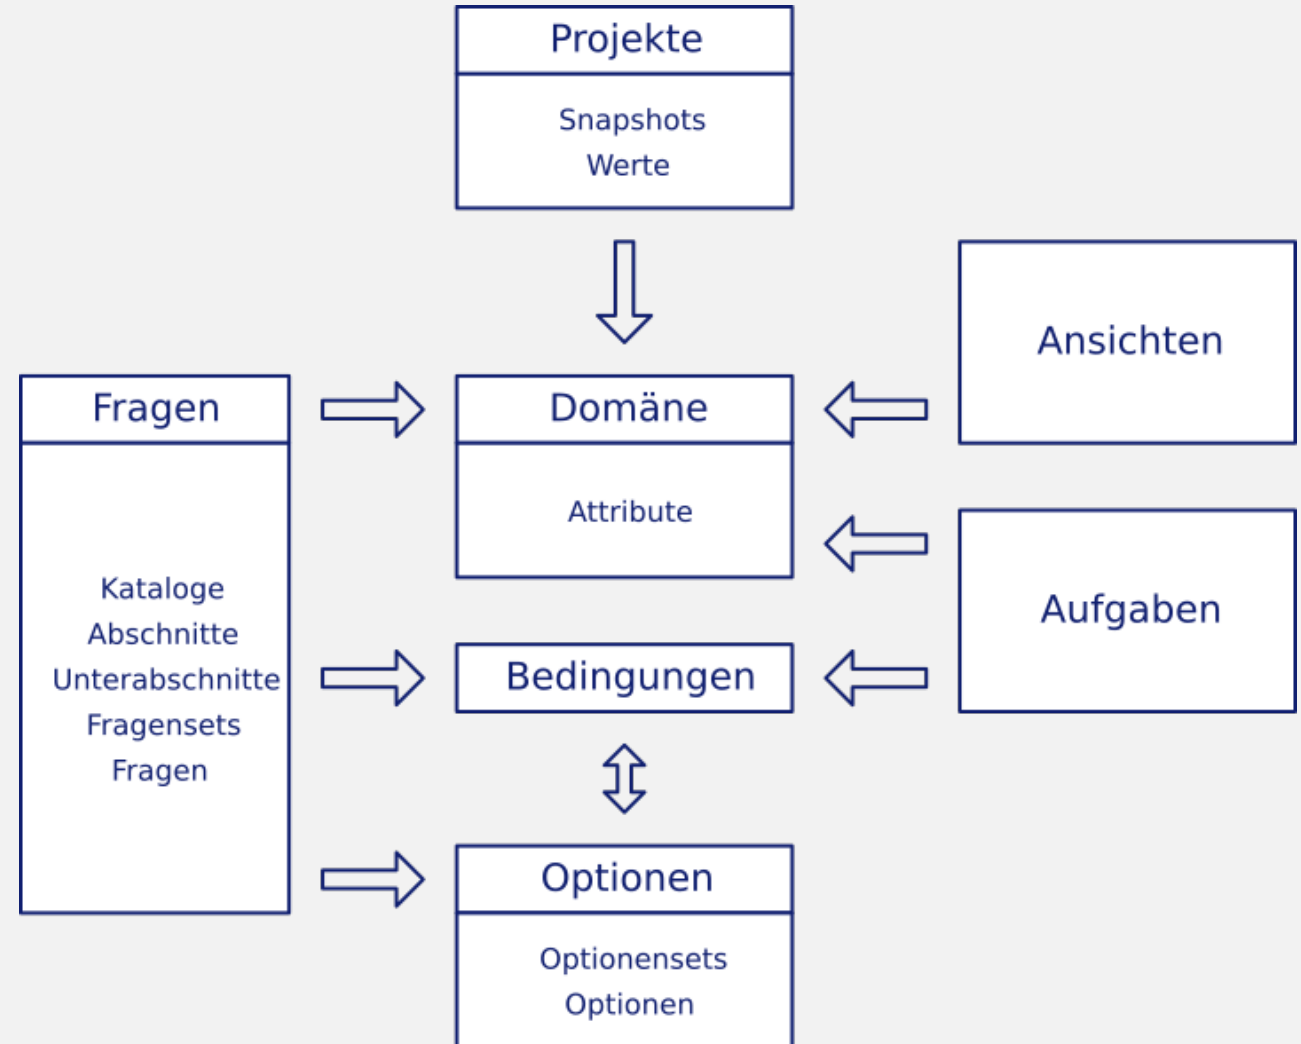 Projekte
Snapshots
Werte
Ansichten
Fragen
Domäne
Attribute
Kataloge
Abschnitte
Unterabschnitte
Fragensets
Fragen
Aufgaben
Bedingungen
Optionen
Optionensets
Optionen